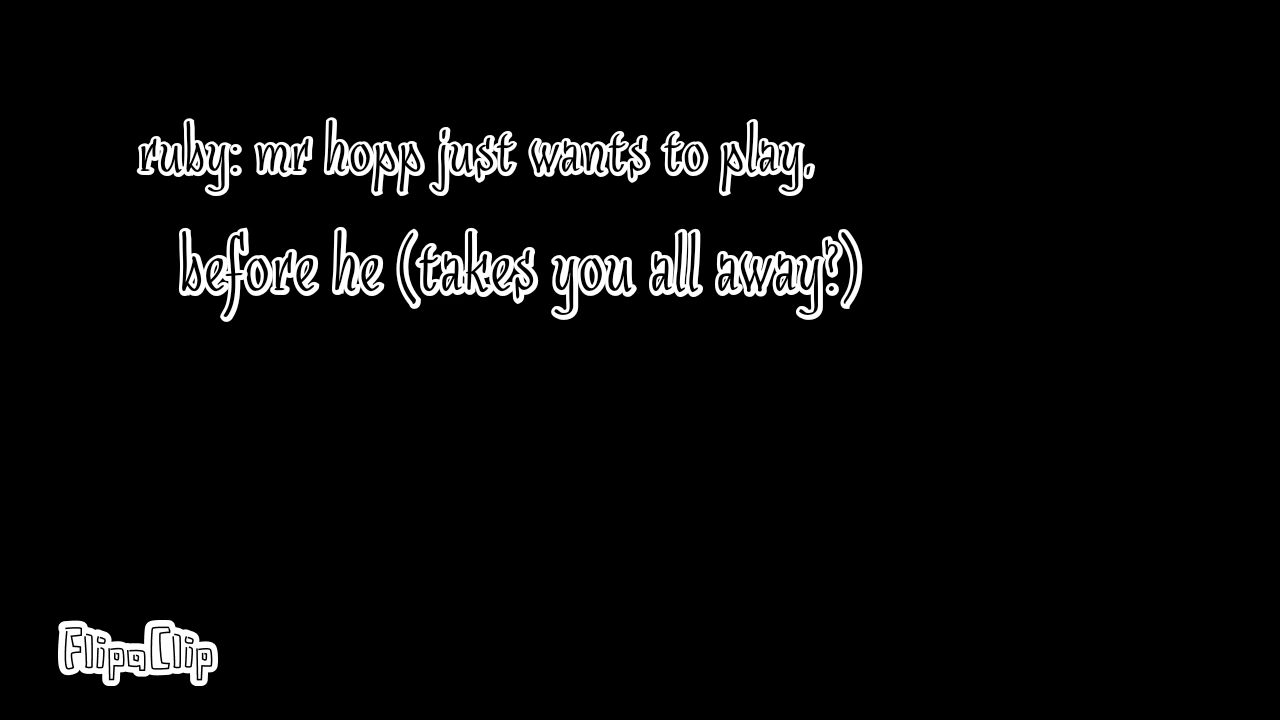 ruby: mr hopp just wants to play,
before he (takes you all away?)
FlipaClip